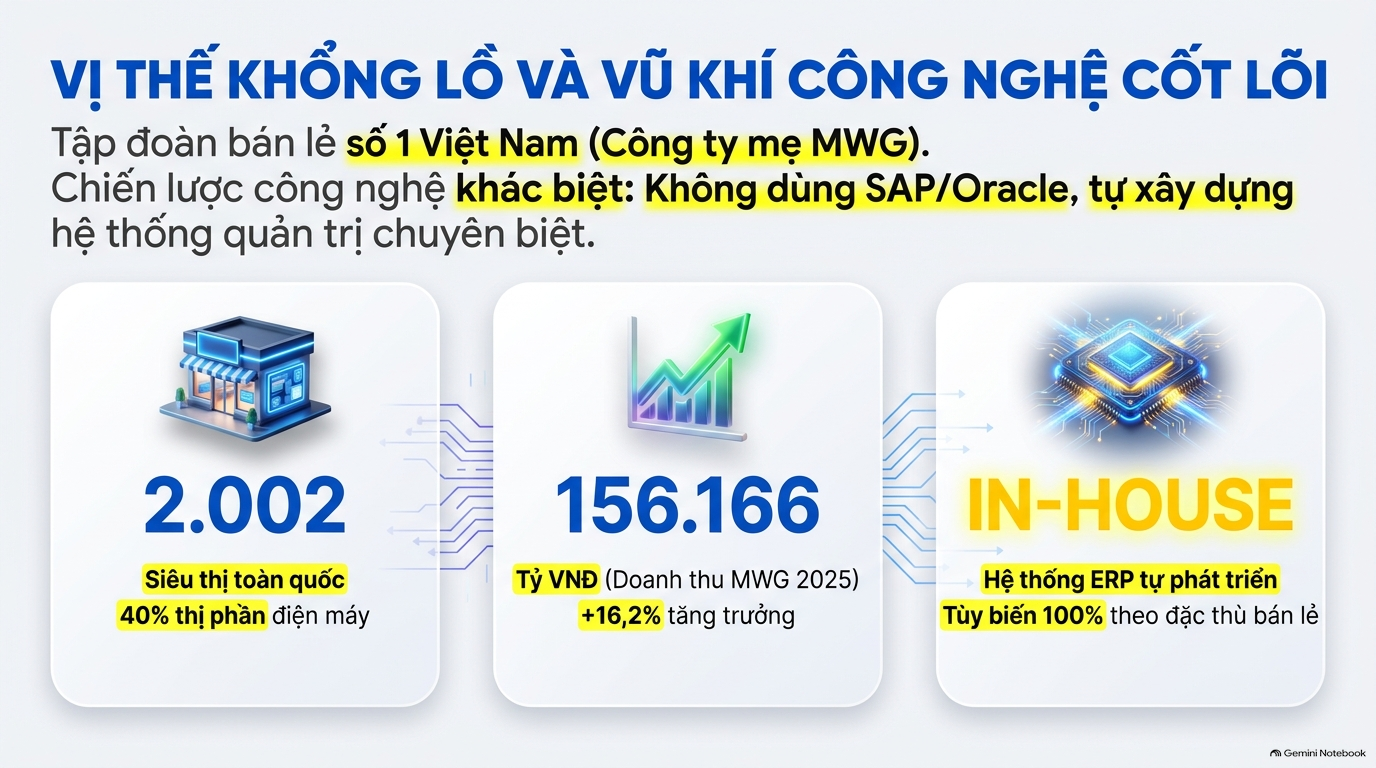 VỊ THẾ KHỔNG LỒ VÀ VŨ KHÍ CÔNG NGHỆ CỐT LÕI
Tập đoàn bán lẻ số 1 Việt Nam (Công ty mẹ MWG).
Chiến lược công nghệ khác biệt: Không dùng SAP/Oracle, tự xây dựng
hệ thống quản trị chuyên biệt.
2.002
Siêu thị toàn quốc
40% thị phần điện máy
156.166
Tỷ VNĐ (Doanh thu MWG 2025)
+16,2% tăng trưởng
IN-HOUSE
Hệ thống ERP tự phát triển
Tùy biến 100% theo đặc thù bán lẻ
Gemini Notebook